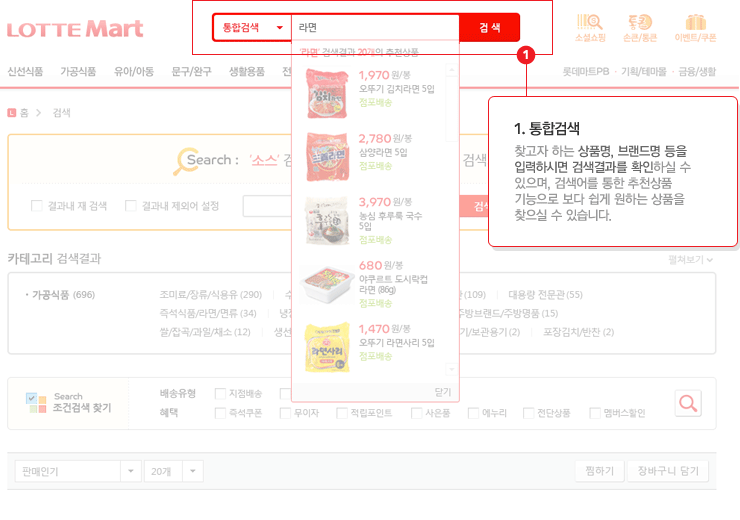 LOTTE Mart
통합검색 라면 검 색
소셜쇼핑 손큰/통큰 이벤트/쿠폰
신선식품 가공식품 유아/아동 문구/완구 생활용품 전
롯데마트PB · 기획/테마몰 · 금융/생활
L 홈 > 검색
Search : '소스' 검
검색
결과내 재 검색 결과내 제외어 설정
검색
'라면' 검색결과 20개의 추천상품
1,970원/봉
오뚜기 김치라면 5입
점포배송
2,780원/봉
삼양라면 5입
점포배송
3,970원/봉
농심 후루룩 국수
5입
점포배송
680원/봉
야쿠르트 도시락컵
라면 (86g)
점포배송
1,470원/봉
오뚜기 라면사리 5입
점포배송
닫기
1
1. 통합검색
찾고자 하는 상품명, 브랜드명 등을
입력하시면 검색결과를 확인하실 수
있으며, 검색어를 통한 추천상품
기능으로 보다 쉽게 원하는 상품을
찾으실 수 있습니다.
카테고리 검색결과
펼쳐보기
· 가공식품 (696)
조미료/장류/식용유 (290) 수 (109) 대용량 전문관 (55)
즉석식품/라면/면류 (34) 냉 주방브랜드/주방명품 (15)
쌀/잡곡/과일/채소 (12) 생선 기/보관용기 (2) 포장김치/반찬 (2)
Search
조건검색 찾기
배송유형 지점배송
혜택 즉석쿠폰 무이자 적립포인트 사은품 에누리 전단상품 멤버스할인
판매인기 20개 찜하기 장바구니 담기